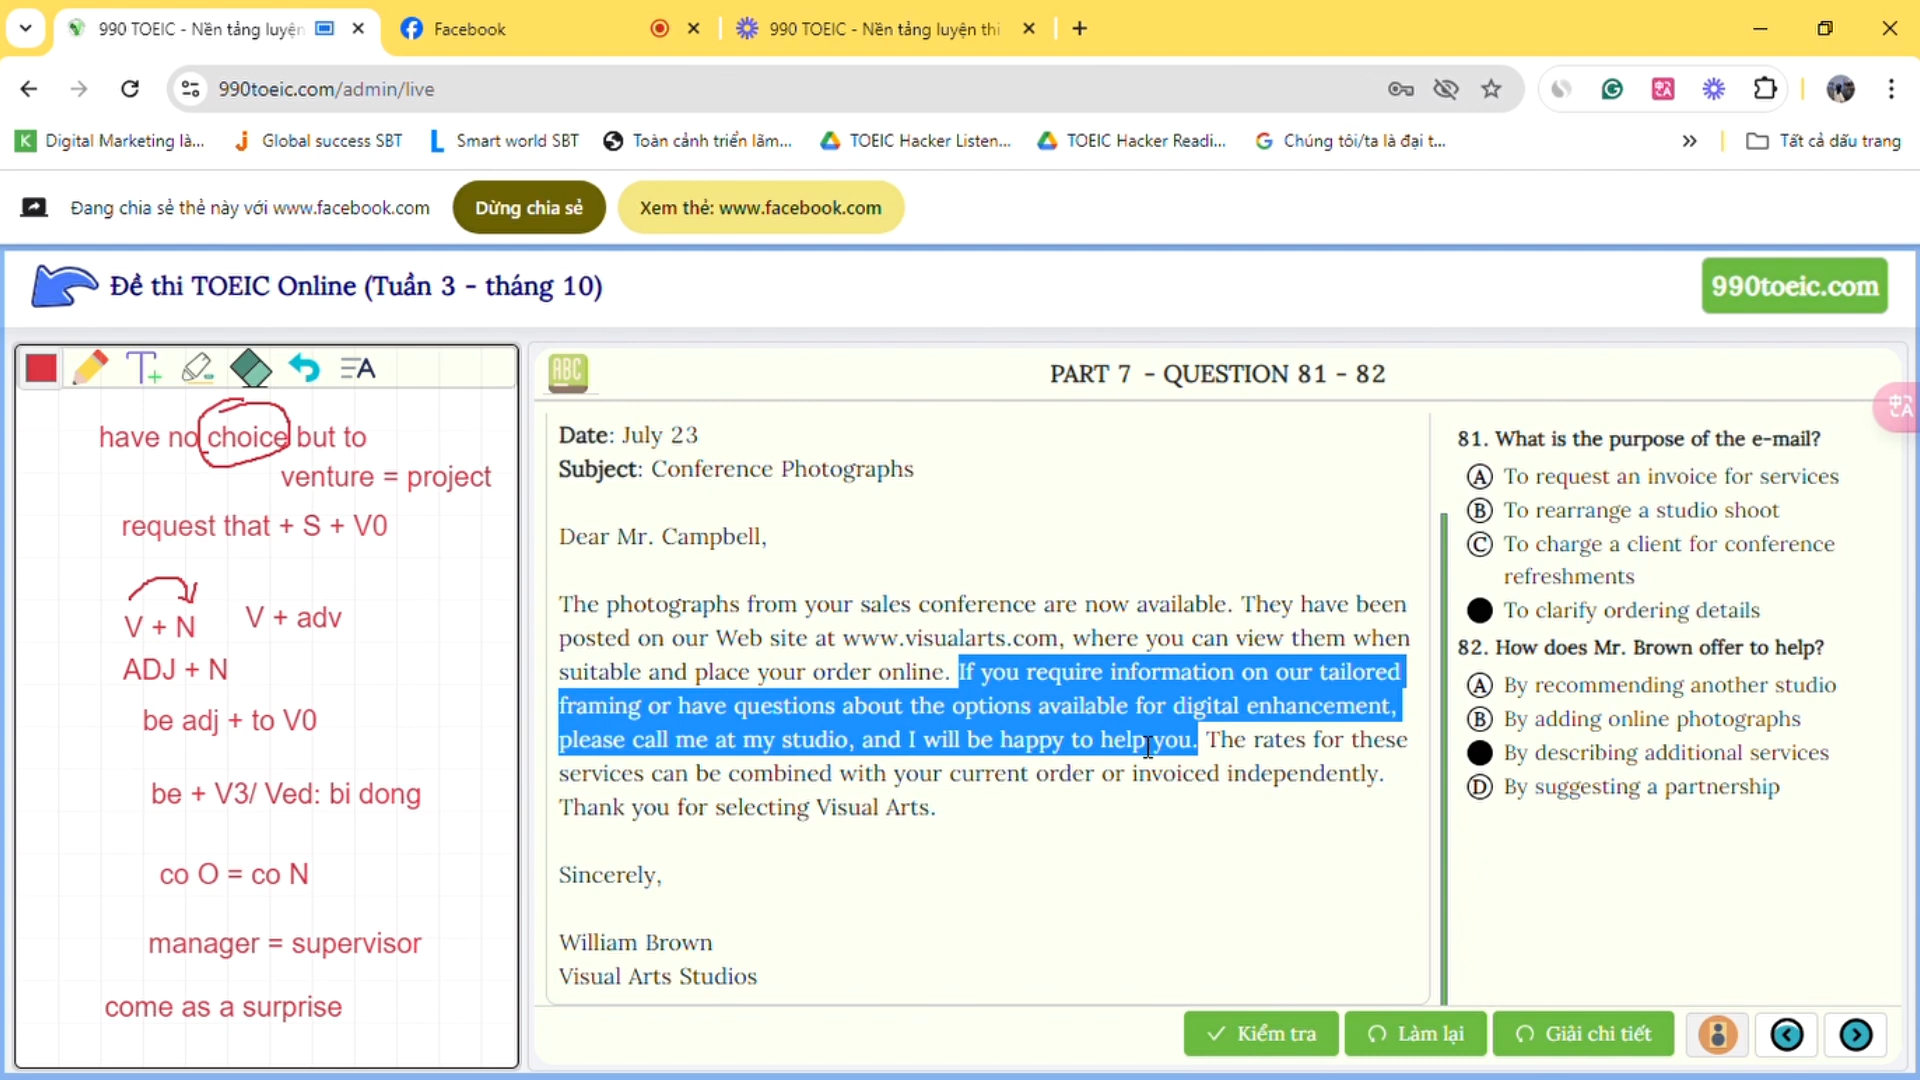 990 TOEIC - Nền tảng luyện
Facebook
990 TOEIC - Nền tảng luyện thi
990toeic.com/admin/live
K Digital Marketing là...
Global success SBT
L Smart world SBT
Toàn cảnh triển lãm...
TOEIC Hacker Listen...
TOEIC Hacker Readi...
Chúng tôi/ta là đại t...
Tất cả dấu trang
Đang chia sẻ thẻ này với www.facebook.com
Dừng chia sẻ
Xem thẻ: www.facebook.com
Đề thi TOEIC Online (Tuần 3 - tháng 10)
990toeic.com
have no choice but to
venture = project
request that + S + V0
V + N
V + adv
ADJ + N
be adj + to V0
be + V3/ Ved: bi dong
co O = co N
manager = supervisor
come as a surprise
ABC
PART 7 - QUESTION 81 - 82
Date: July 23
Subject: Conference Photographs
Dear Mr. Campbell,
The photographs from your sales conference are now available. They have been
posted on our Web site at www.visualarts.com, where you can view them when
suitable and place your order online. If you require information on our tailored
framing or have questions about the options available for digital enhancement,
please call me at my studio, and I will be happy to help you. The rates for these
services can be combined with your current order or invoiced independently.
Thank you for selecting Visual Arts.
Sincerely,
William Brown
Visual Arts Studios
81. What is the purpose of the e-mail?
A To request an invoice for services
B To rearrange a studio shoot
C To charge a client for conference
refreshments
To clarify ordering details
82. How does Mr. Brown offer to help?
A By recommending another studio
B By adding online photographs
By describing additional services
D By suggesting a partnership
Kiểm tra
Làm lại
Giải chi tiết